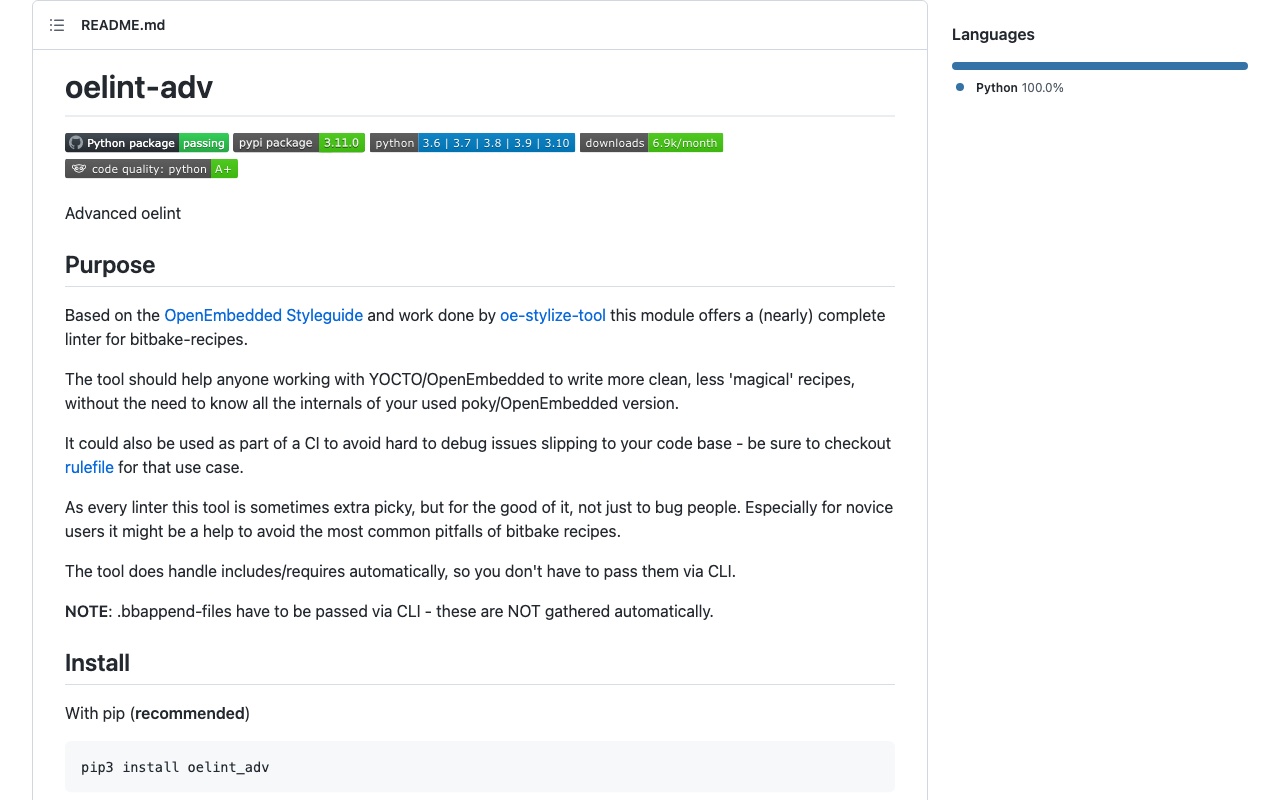 README.md
oelint-adv
Python package passing pypi package 3.11.0 python 3.6 | 3.7 | 3.8 | 3.9 | 3.10 downloads 6.9k/month
code quality: python A+
Advanced oelint
Purpose
Based on the OpenEmbedded Styleguide and work done by oe-stylize-tool this module offers a (nearly) complete
linter for bitbake-recipes.
The tool should help anyone working with YOCTO/OpenEmbedded to write more clean, less 'magical' recipes,
without the need to know all the internals of your used poky/OpenEmbedded version.
It could also be used as part of a CI to avoid hard to debug issues slipping to your code base - be sure to checkout
rulefile for that use case.
As every linter this tool is sometimes extra picky, but for the good of it, not just to bug people. Especially for novice
users it might be a help to avoid the most common pitfalls of bitbake recipes.
The tool does handle includes/requires automatically, so you don't have to pass them via CLI.
NOTE: .bbappend-files have to be passed via CLI - these are NOT gathered automatically.
Install
With pip (recommended)
pip3 install oelint_adv
Languages
Python 100.0%